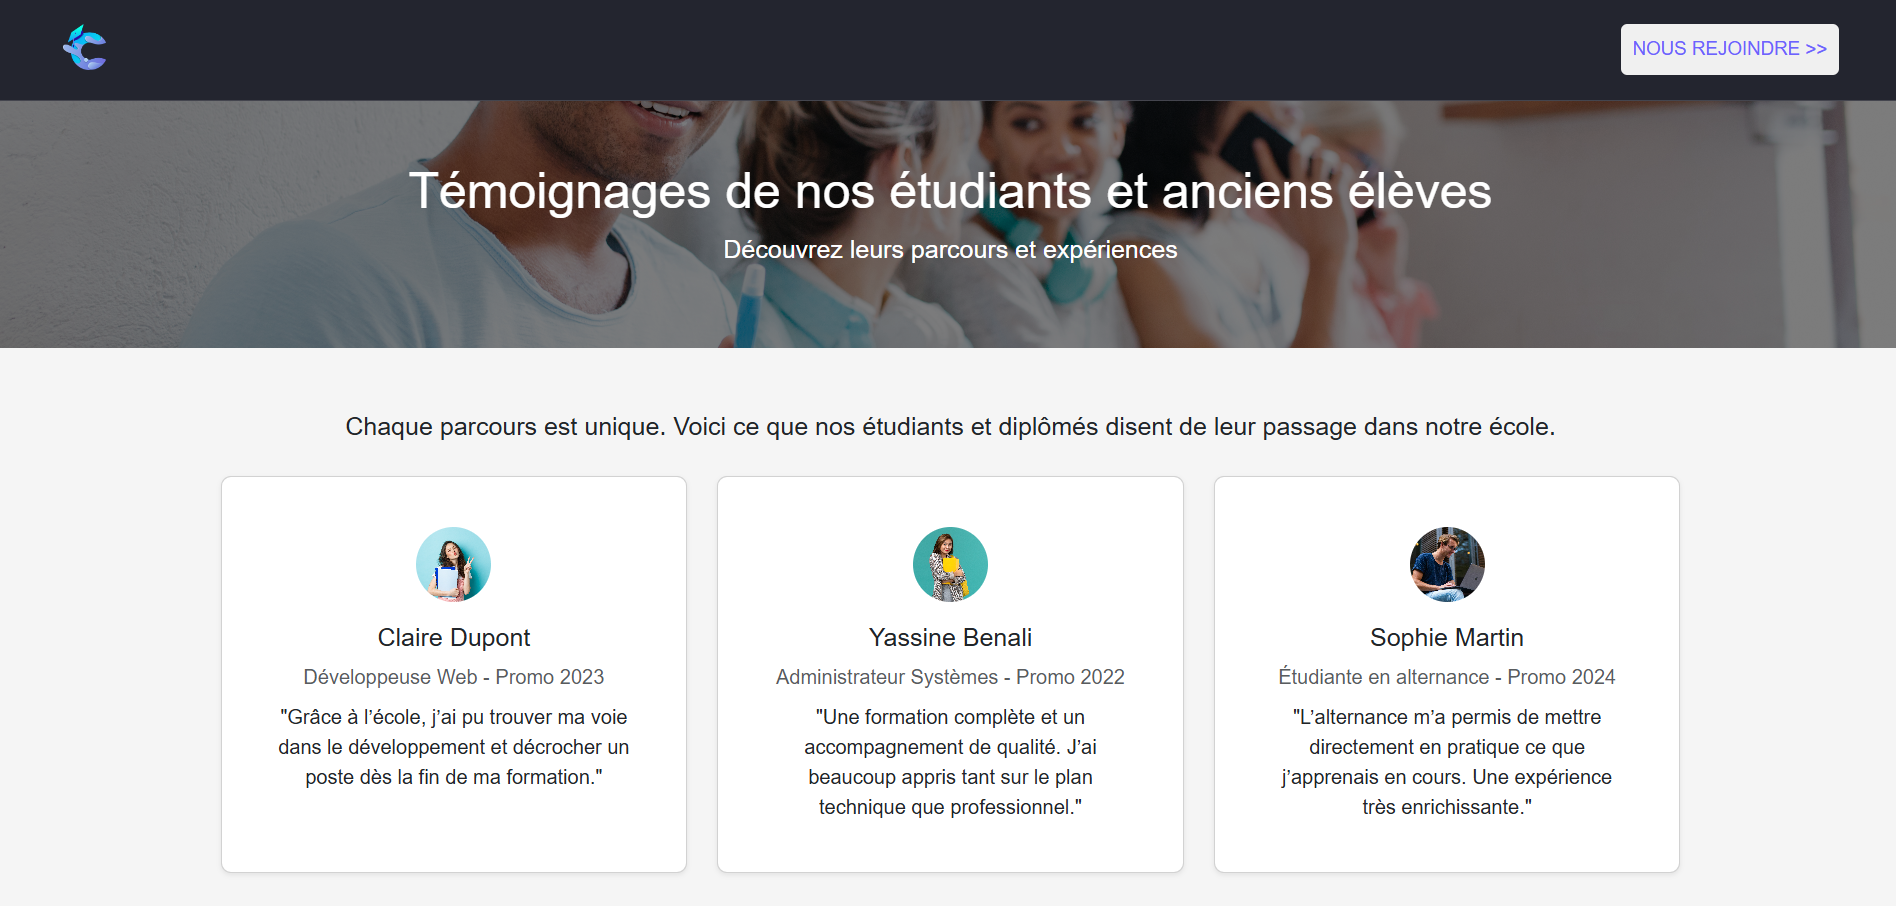 NOUS REJOINDRE >>
Témoignages de nos étudiants et anciens élèves
Découvrez leurs parcours et expériences
Chaque parcours est unique. Voici ce que nos étudiants et diplômés disent de leur passage dans notre école.
Claire Dupont
Développeuse Web - Promo 2023
"Grâce à l’école, j’ai pu trouver ma voie
dans le développement et décrocher un
poste dès la fin de ma formation."
Yassine Benali
Administrateur Systèmes - Promo 2022
"Une formation complète et un
accompagnement de qualité. J’ai
beaucoup appris tant sur le plan
technique que professionnel."
Sophie Martin
Étudiante en alternance - Promo 2024
"L’alternance m’a permis de mettre
directement en pratique ce que
j’apprenais en cours. Une expérience
très enrichissante."